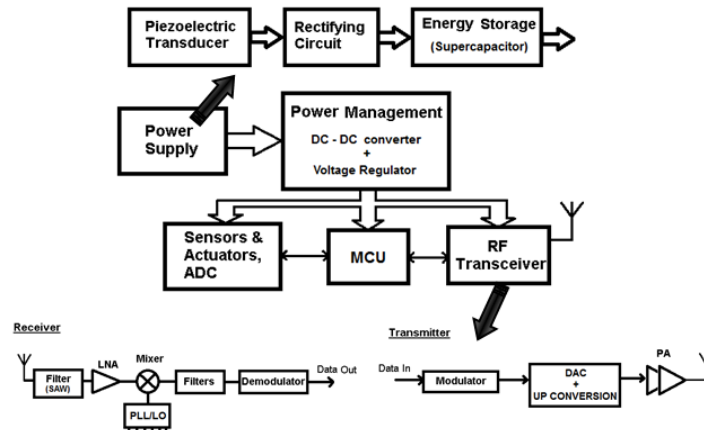 Piezoelectric
Transducer
Rectifying
Circuit
Energy Storage
(Supercapacitor)
Power
Supply
Power Management
DC - DC converter
+
Voltage Regulator
Sensors &
Actuators,
ADC
MCU
RF
Transceiver
Receiver
LNA
Mixer
Filter
(SAW)
Filters
Demodulator
Data Out
PLL/LO
Transmitter
Data In
Modulator
DAC
+
UP CONVERSION
PA